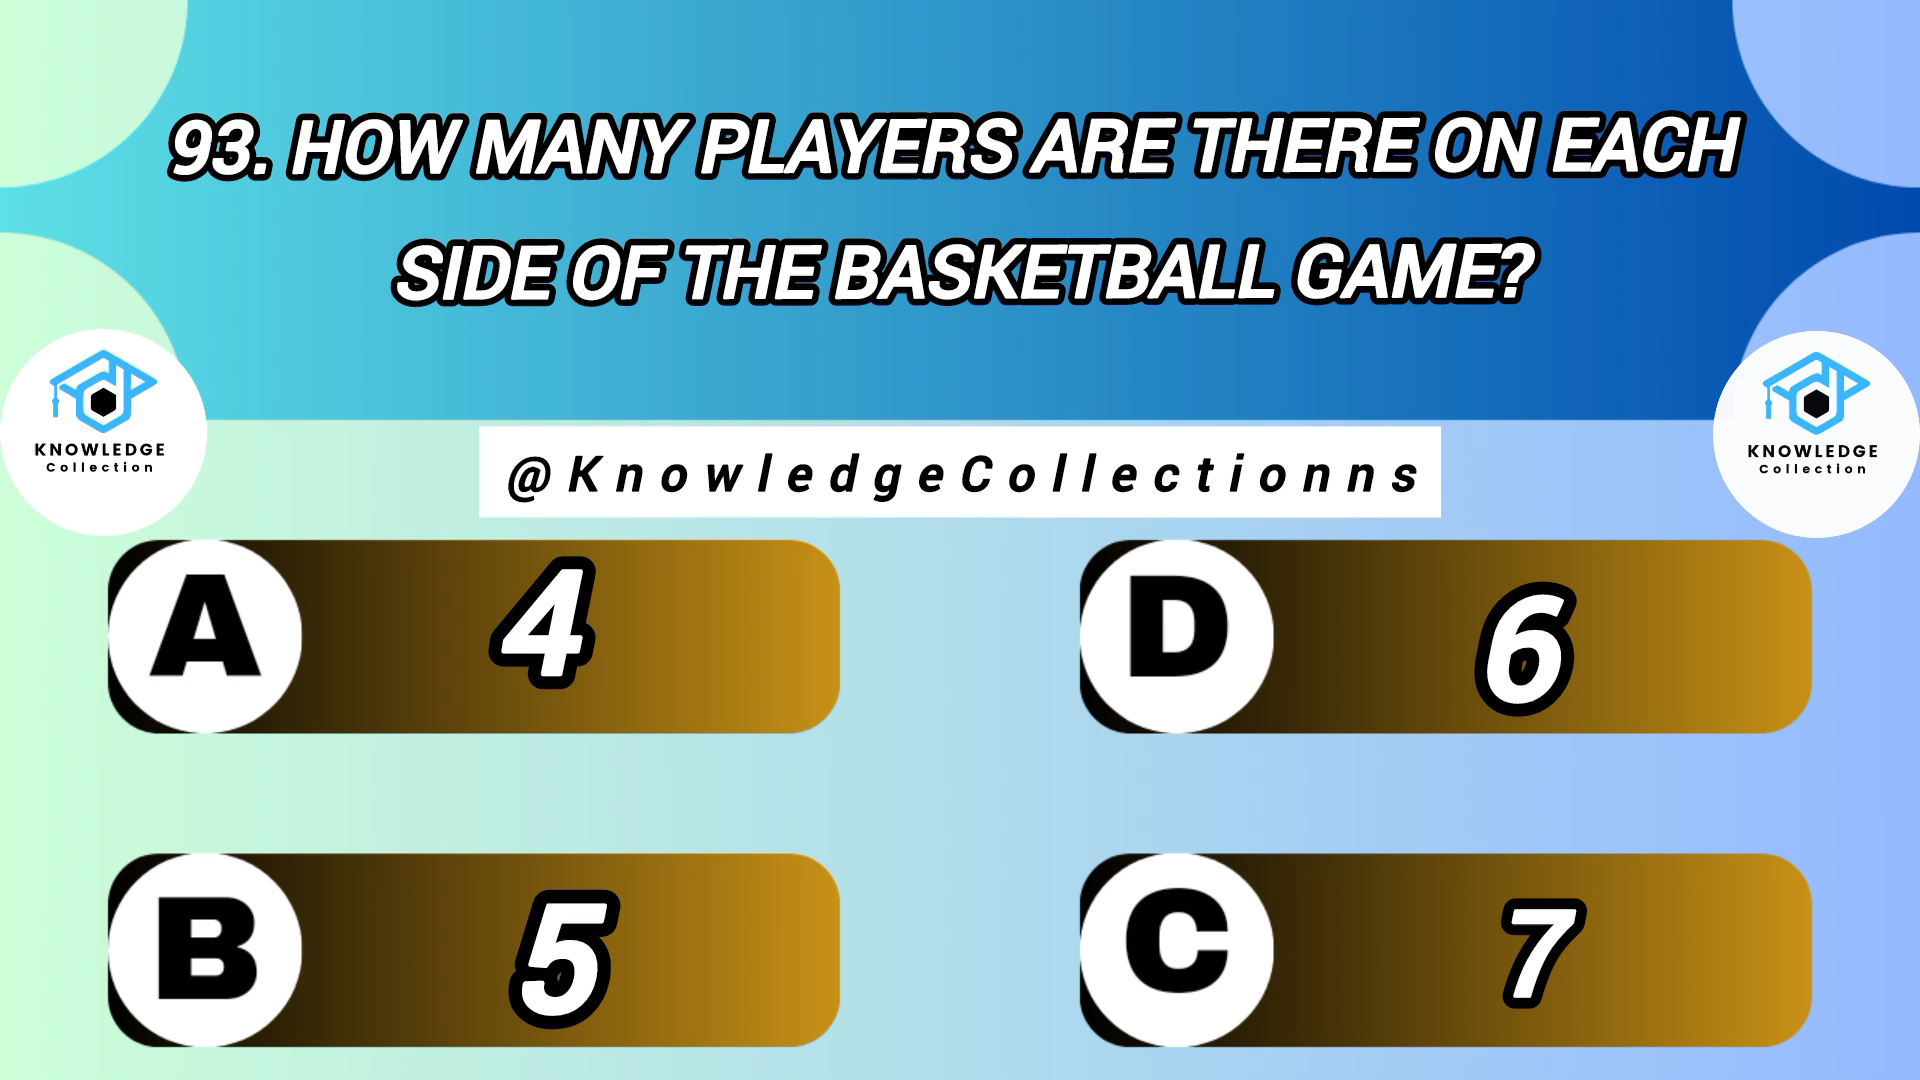 93. HOW MANY PLAYERS ARE THERE ON EACH
SIDE OF THE BASKETBALL GAME?
KNOWLEDGE
Collection
KNOWLEDGE
Collection
@KnowledgeCollectionns
A 4
D 6
B 5
C 7